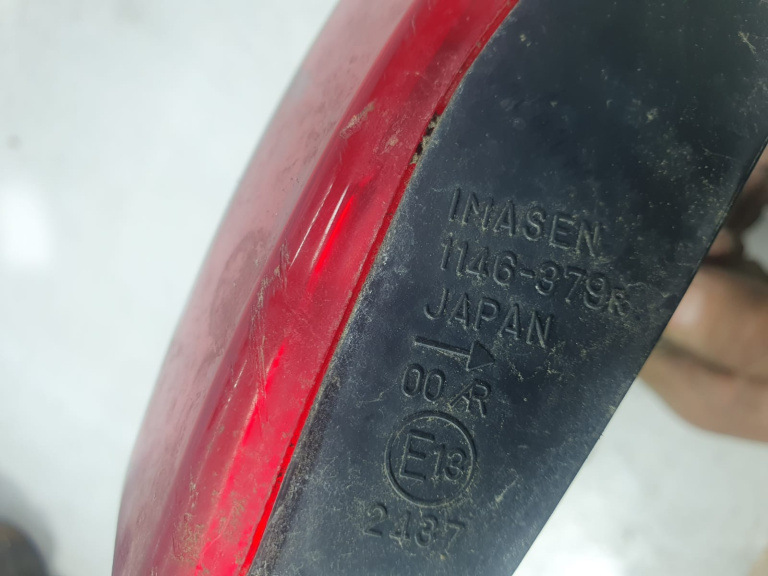 IMASEN
1146-379R
JAPAN
→
00 R
E13
2437